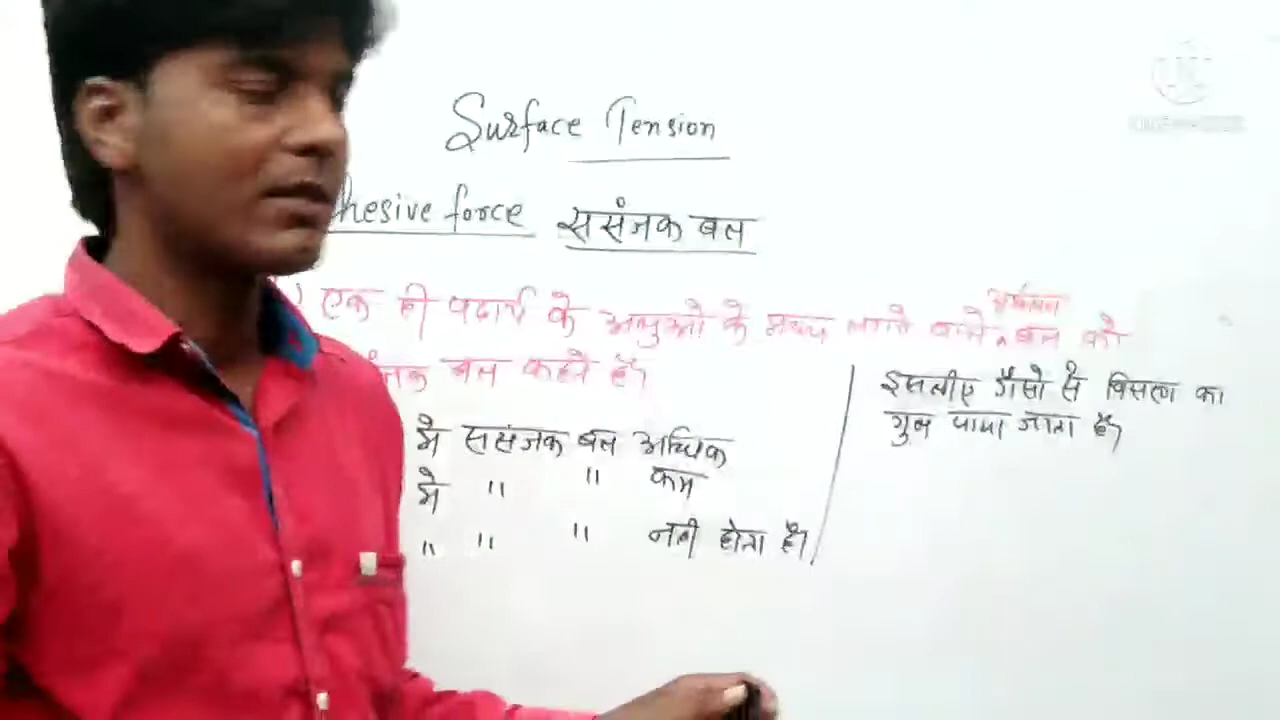 Surface Tension
hesive force ससंजक बल
एक ही पदार्थ के अणुओ के मध्य लगने वाले बल को
जक बल कहते है।
मे ससंजक बल अधिक
मे " " कम
" " " नही होता है।
इसलीए गैसो मे विसरण का
गुण पाया जाता है।